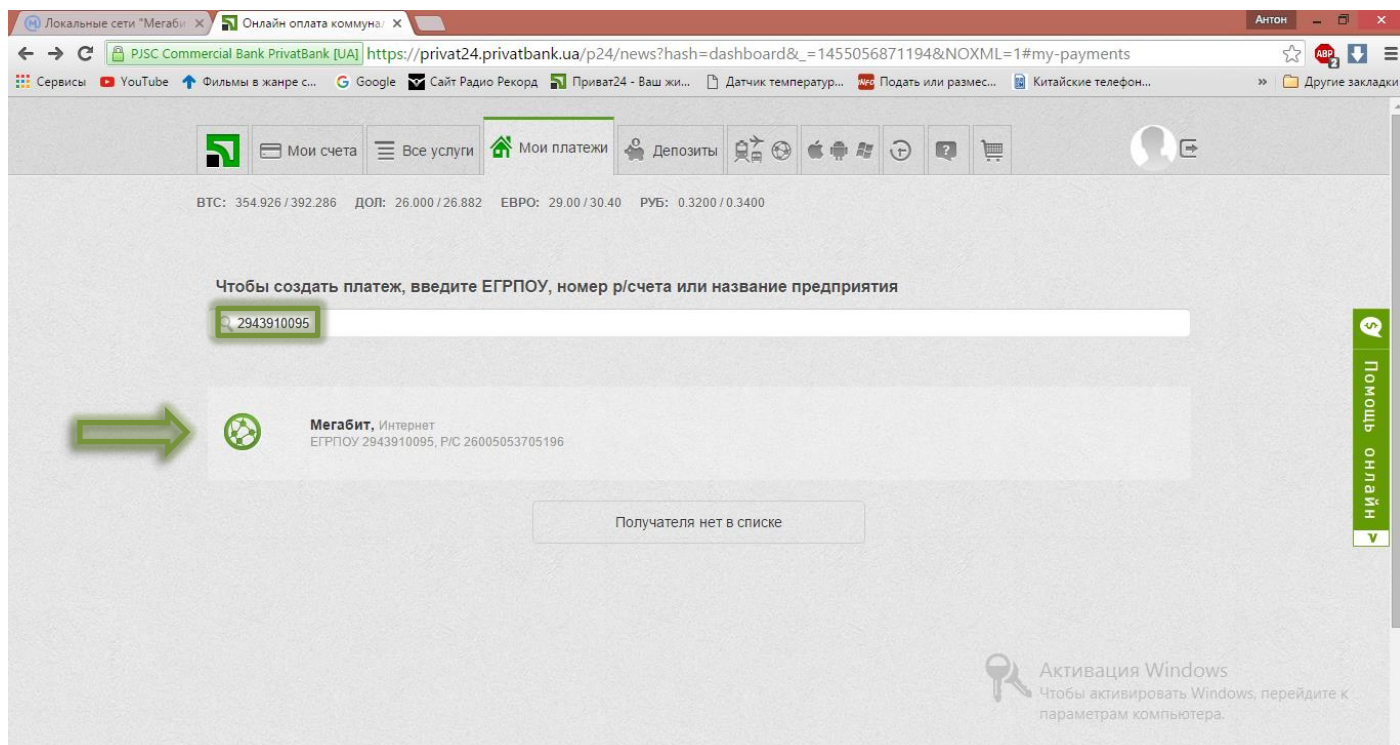 Локальные сети "Мегаби
Онлайн оплата коммуна
Антон
PJSC Commercial Bank PrivatBank [UA] https://privat24.privatbank.ua/p24/news?hash=dashboard&_=1455056871194&NOXML=1#my-payments
ABP
2
Сервисы YouTube Фильмы в жанре с... Google Сайт Радио Рекорд Приват24 - Ваш жи... Датчик температур... Подать или размес... Китайские телефон... » Другие закладки
Мои счета Все услуги Мои платежи Депозиты
BTC: 354.926 / 392.286 ДОЛ: 26.000 / 26.882 ЕВРО: 29.00 / 30.40 РУБ: 0.3200 / 0.3400
Чтобы создать платеж, введите ЕГРПОУ, номер р/счета или название предприятия
2943910095
Мегабит, Интернет
ЕГРПОУ 2943910095, Р/С 26005053705196
Получателя нет в списке
Помощь онлайн
Активация Windows
Чтобы активировать Windows, перейдите к
параметрам компьютера.